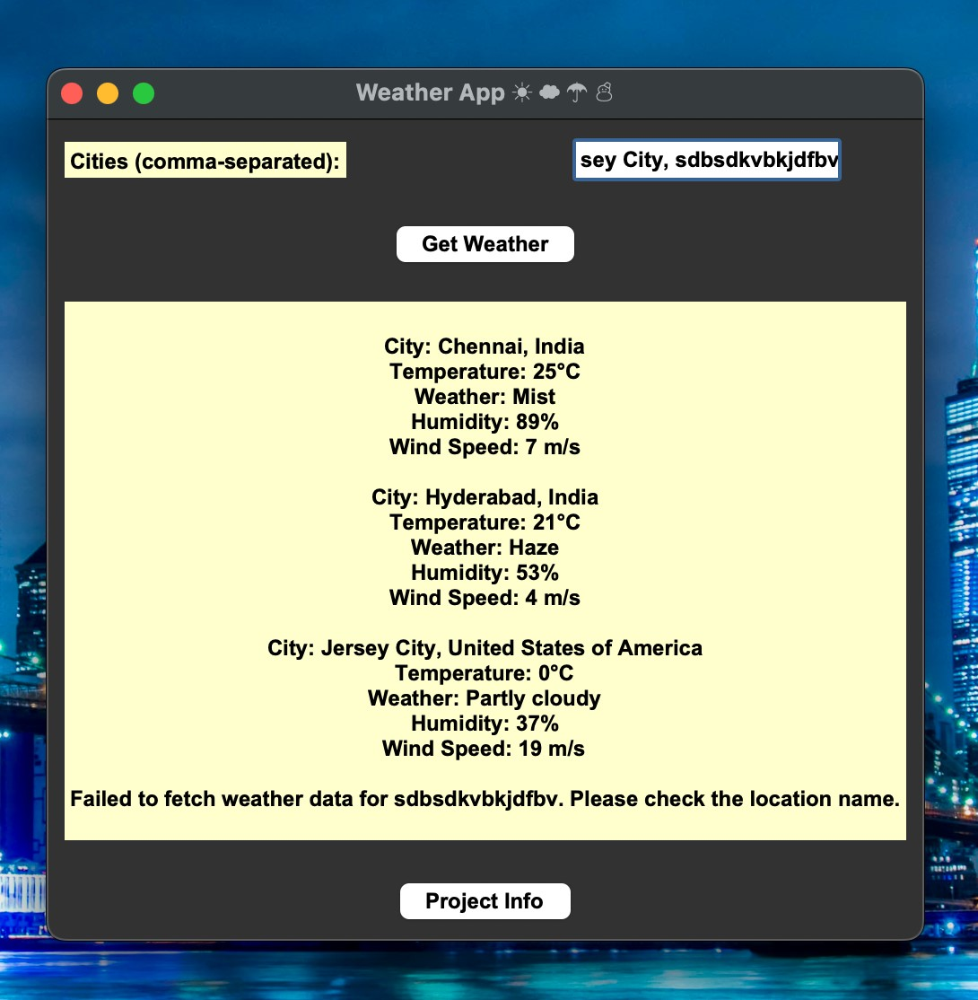 Weather App ☀☁☂☃
Cities (comma-separated):
sey City, sdbsdkvbkjdfbv
Get Weather
City: Chennai, India
Temperature: 25°C
Weather: Mist
Humidity: 89%
Wind Speed: 7 m/s
City: Hyderabad, India
Temperature: 21°C
Weather: Haze
Humidity: 53%
Wind Speed: 4 m/s
City: Jersey City, United States of America
Temperature: 0°C
Weather: Partly cloudy
Humidity: 37%
Wind Speed: 19 m/s
Failed to fetch weather data for sdbsdkvbkjdfbv. Please check the location name.
Project Info